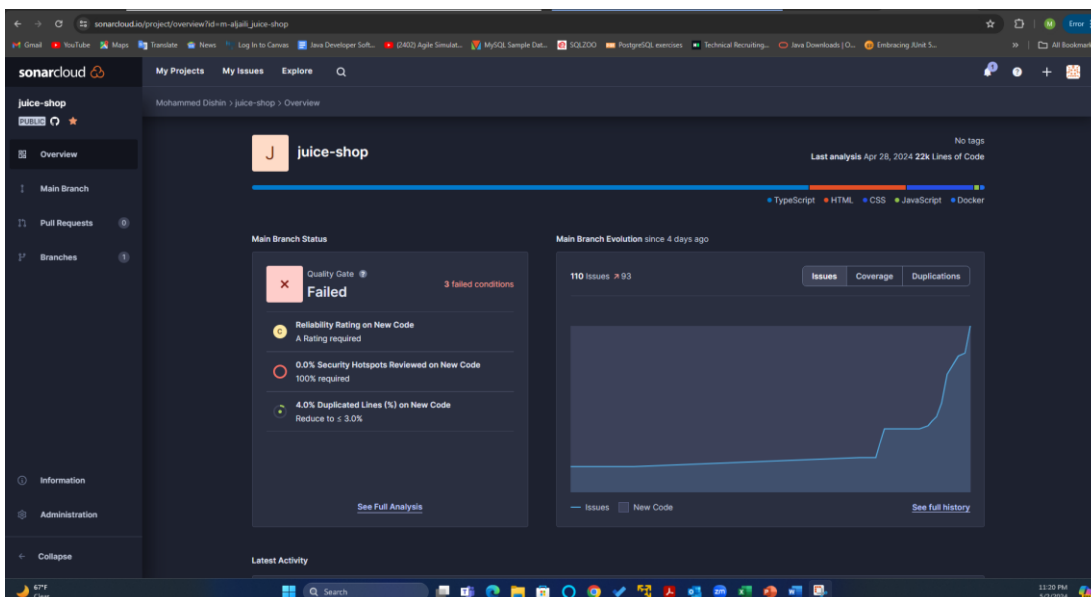 sonarcloud.io/project/overview?id=m-aljaili_juice-shop
M
Error
Gmail YouTube Maps Translate News Log In to Canvas Java Developer Soft... (2402) Agile Simulat... MySQL Sample Dat... SQLZOO PostgreSQL exercises Technical Recruiting... Java Downloads | O... Embracing JUnit 5... » All Bookmark
sonarcloud My Projects My Issues Explore
juice-shop
PUBLIC
Mohammed Dishin > juice-shop > Overview
Overview
Main Branch
Pull Requests 0
Branches 1
Information
Administration
Collapse
J juice-shop
No tags
Last analysis Apr 28, 2024 22k Lines of Code
TypeScript HTML CSS JavaScript Docker
Main Branch Status
Quality Gate ?
Failed
3 failed conditions
C Reliability Rating on New Code
A Rating required
0.0% Security Hotspots Reviewed on New Code
100% required
4.0% Duplicated Lines (%) on New Code
Reduce to ≤ 3.0%
See Full Analysis
Main Branch Evolution since 4 days ago
110 Issues 93
Issues Coverage Duplications
Issues New Code See full history
Latest Activity
67°F
Clear
Search
11:20 PM
5/2/2024